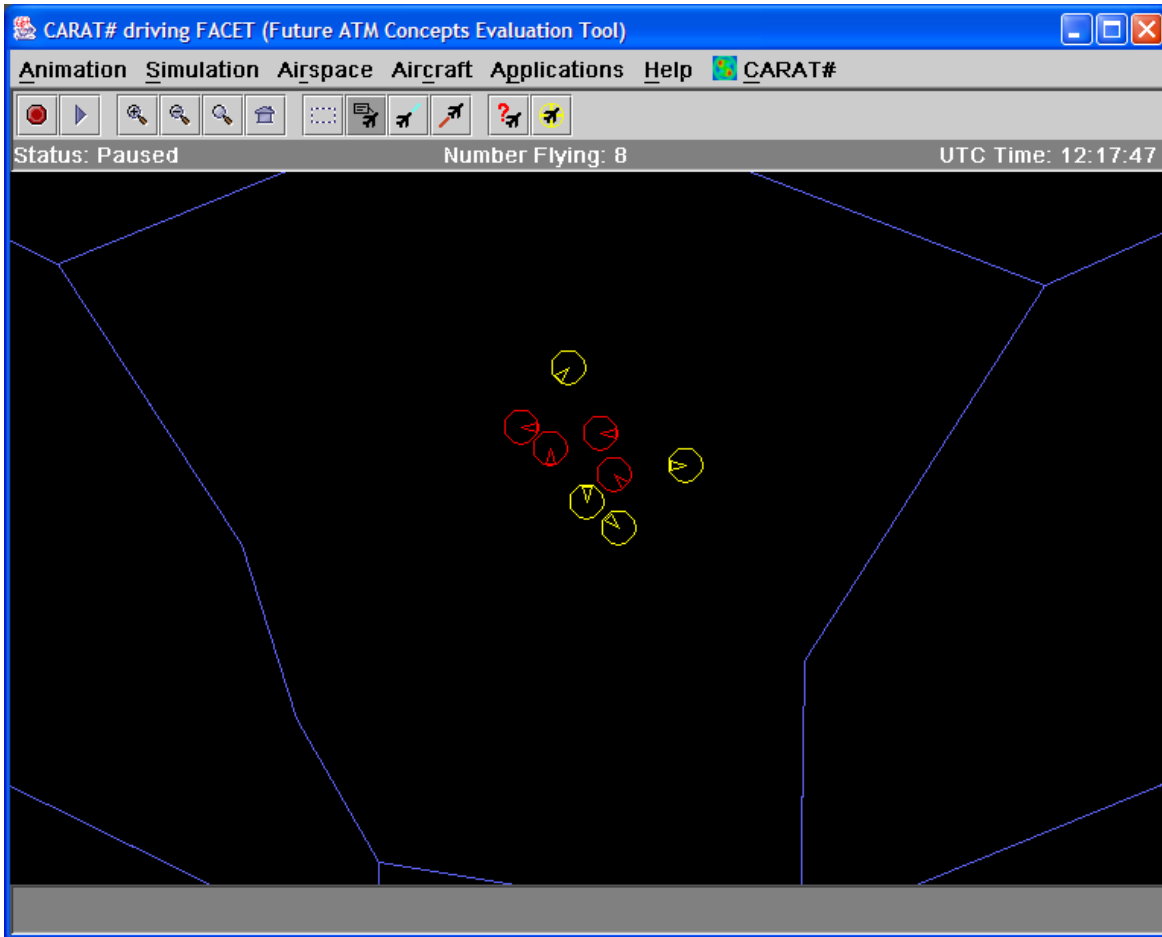 CARAT# driving FACET (Future ATM Concepts Evaluation Tool)
Animation Simulation Airspace Aircraft Applications Help CARAT#
Status: Paused Number Flying: 8 UTC Time: 12:17:47